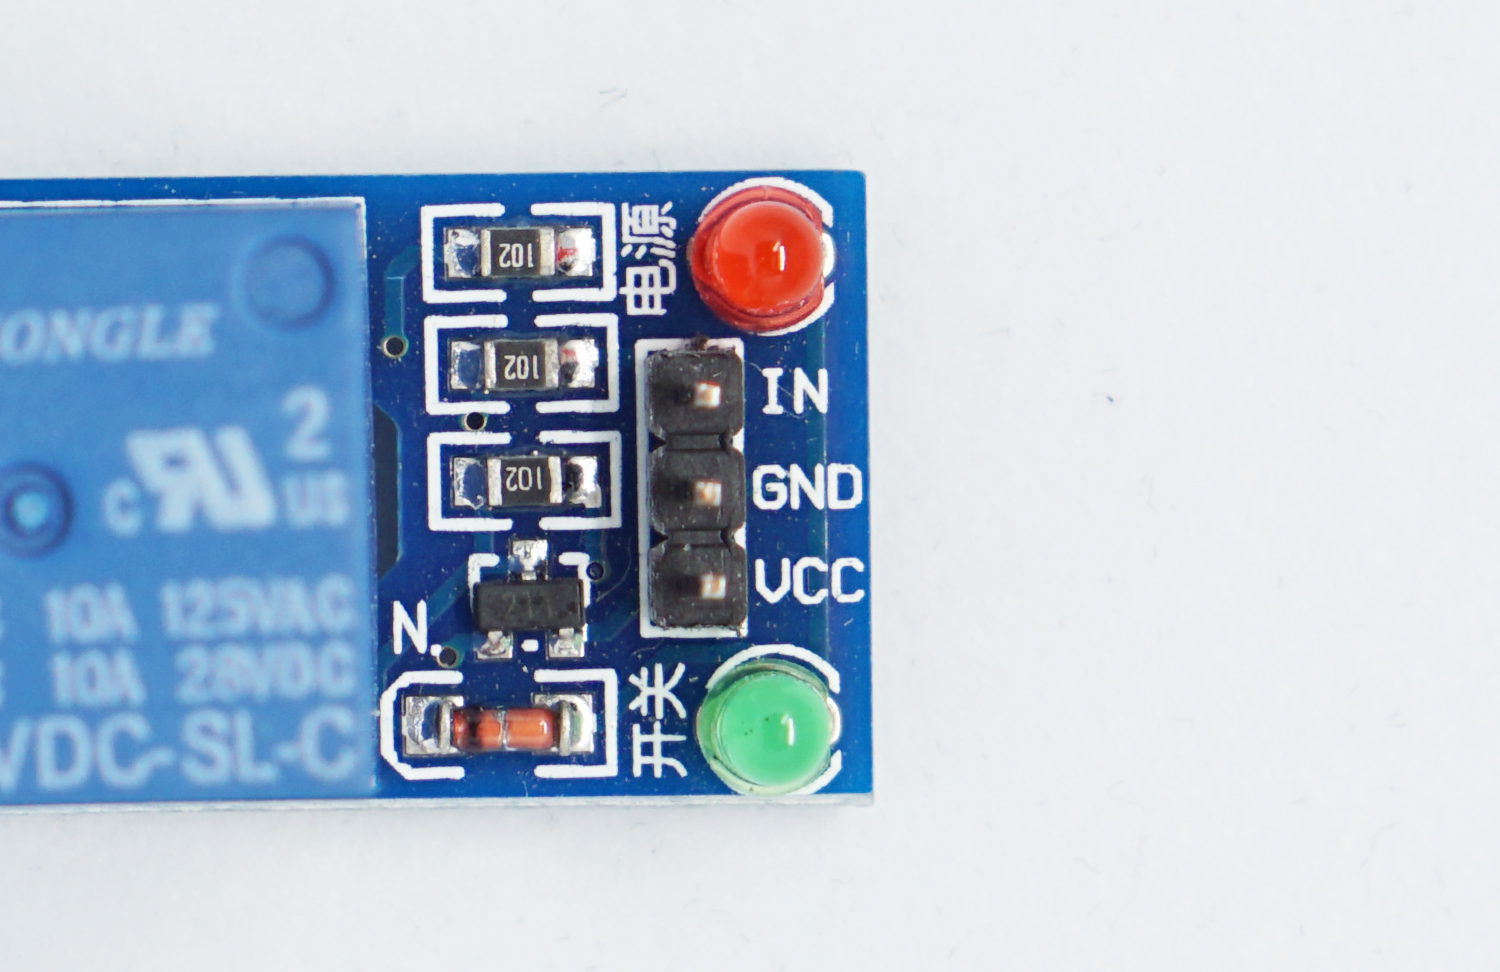 ONGLE
2
c
US
10A 125VAC
10A 28VDC
VDC-SL-C
102
102
102
N.
电源
IN
GND
VCC
开关